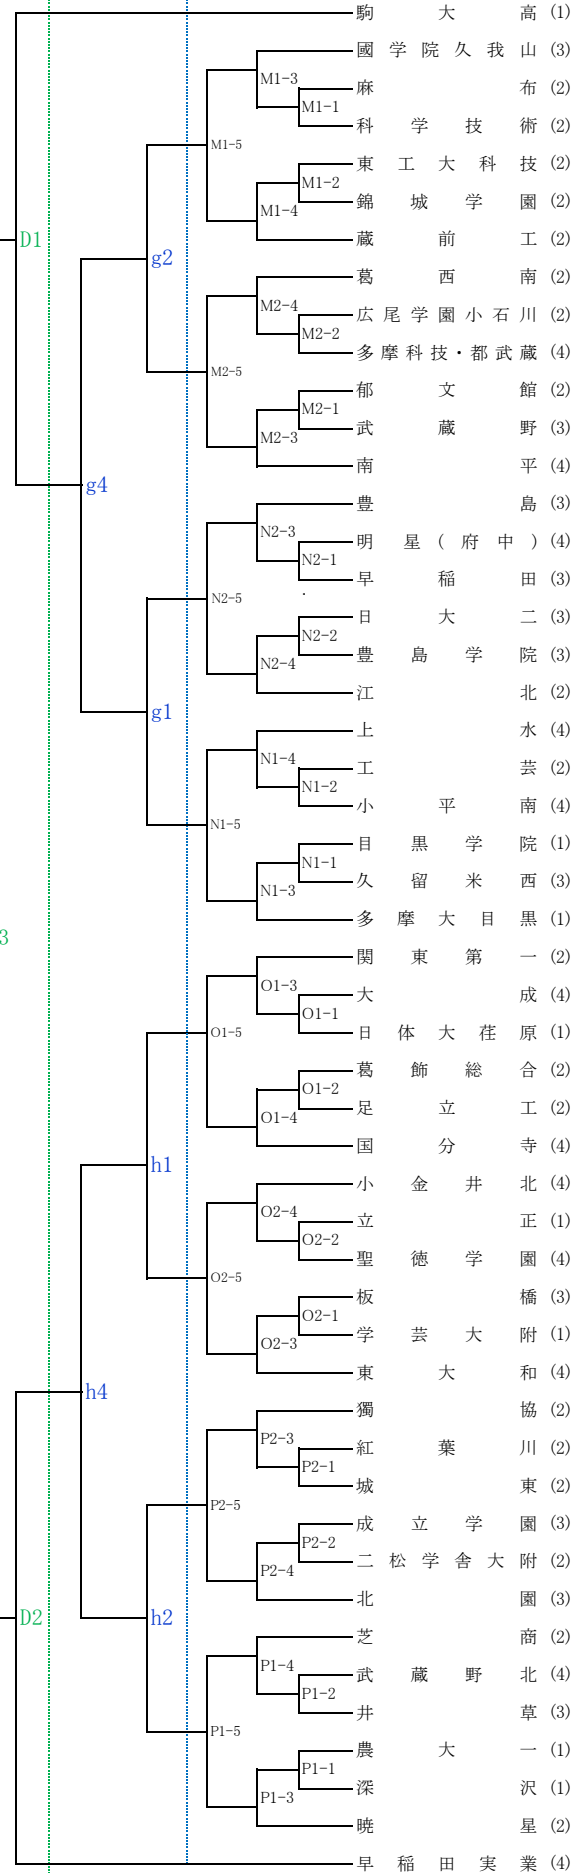 駒大高 (1)
國学院久我山 (3)
M1-3
麻布 (2)
M1-1
科学技術 (2)
M1-5
東工大科技 (2)
M1-2
錦城学園 (2)
M1-4
蔵前工 (2)
D1
g2
葛西南 (2)
M2-4
広尾学園小石川 (2)
M2-2
多摩科技・都武蔵 (4)
M2-5
郁文館 (2)
M2-1
武蔵野 (3)
M2-3
南平 (4)
g4
豊島 (3)
N2-3
明星(府中) (4)
N2-1
早稲田 (3)
N2-5
日大二 (3)
N2-2
豊島学院 (3)
N2-4
江北 (2)
g1
上水 (4)
N1-4
工芸 (2)
N1-2
小平南 (4)
N1-5
目黒学院 (1)
N1-1
久留米西 (3)
N1-3
多摩大目黒 (1)
3
関東第一 (2)
O1-3
大成 (4)
O1-1
日体大荏原 (1)
O1-5
葛飾総合 (2)
O1-2
足立工 (2)
O1-4
国分寺 (4)
h1
小金井北 (4)
O2-4
立正 (1)
O2-2
聖徳学園 (4)
O2-5
板橋 (3)
O2-1
学芸大附 (1)
O2-3
東大和 (4)
h4
獨協 (2)
P2-3
紅葉川 (2)
P2-1
城東 (2)
P2-5
成立学園 (3)
P2-2
二松学舎大附 (2)
P2-4
北園 (3)
D2
h2
芝商 (2)
P1-4
武蔵野北 (4)
P1-2
井草 (3)
P1-5
農大一 (1)
P1-1
深沢 (1)
P1-3
暁星 (2)
早稲田実業 (4)